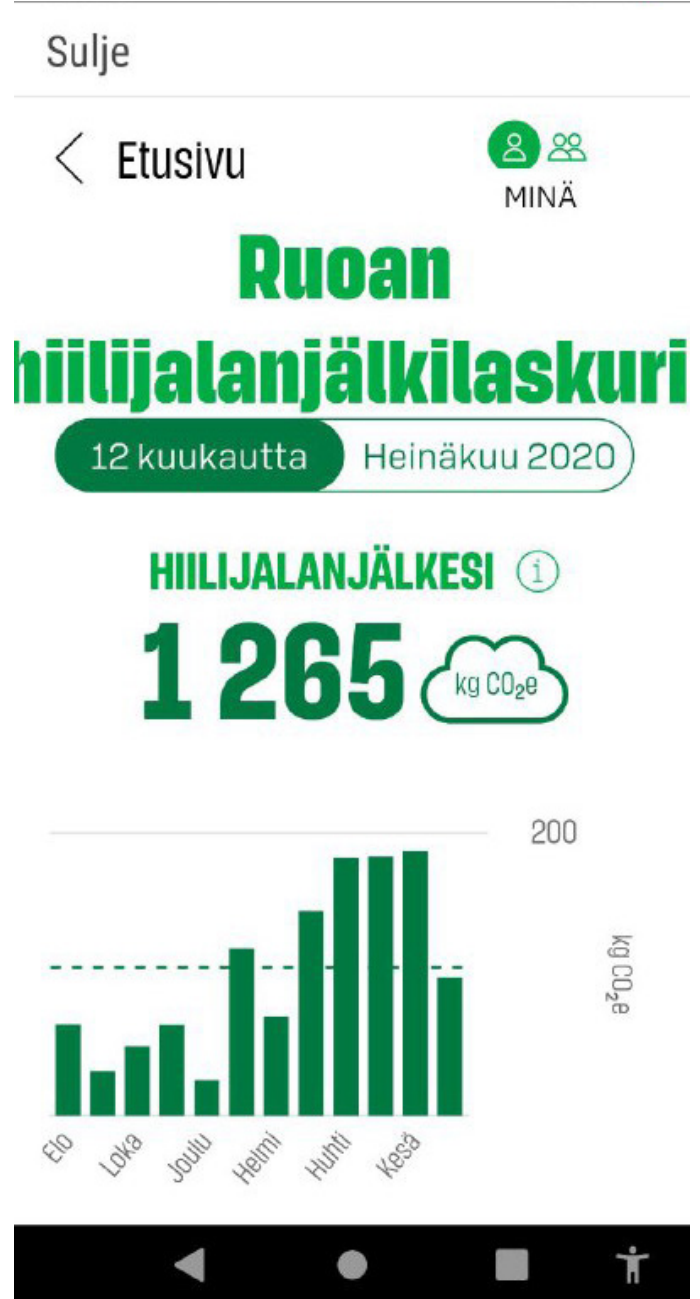 Sulje
Etusivu
MINÄ
Ruoan
hiilijalanjälkilaskuri
12 kuukautta
Heinäkuu 2020
HIILIJALANJÄLKESI i
1 265 kg CO₂e
200
kg CO₂e
Elo
Loka
Joulu
Helmi
Huhti
Kesä